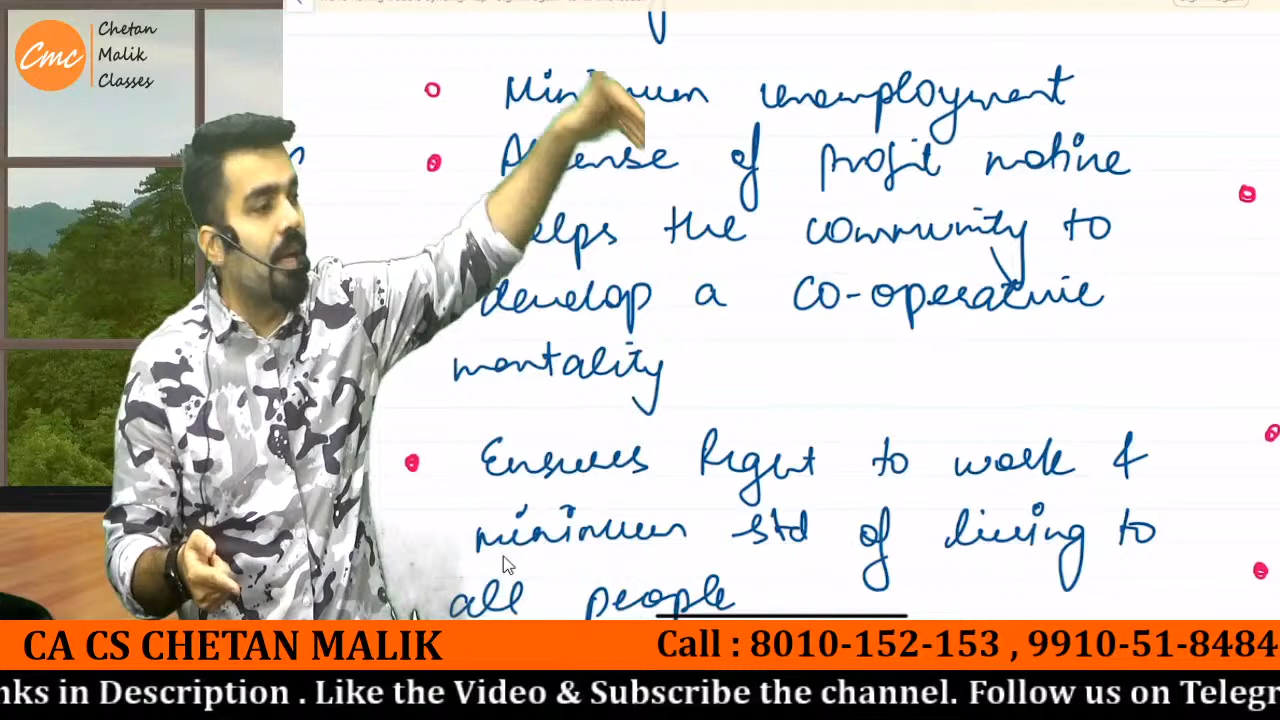 Chetan
Malik
Classes
Cmc
Minimum unemployment
of profit motive
the community to
develop a co-operative
mentality
Ensures Right to work &
minimum std of living to
all people
CA CS CHETAN MALIK
Call : 8010-152-153 , 9910-51-8484
nks in Description . Like the Video & Subscribe the channel. Follow us on Telegr